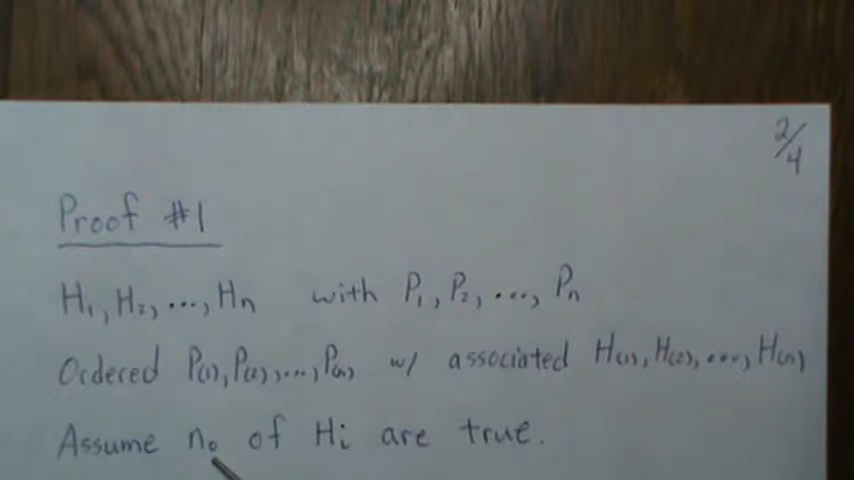 2/4
Proof #1
H₁, H₂, ..., Hn with P₁, P₂, ..., Pn
Ordered P(1), P(2), ..., P(n), w/ associated H(1), H(2), ..., H(n)
Assume n₀ of Hi are true.